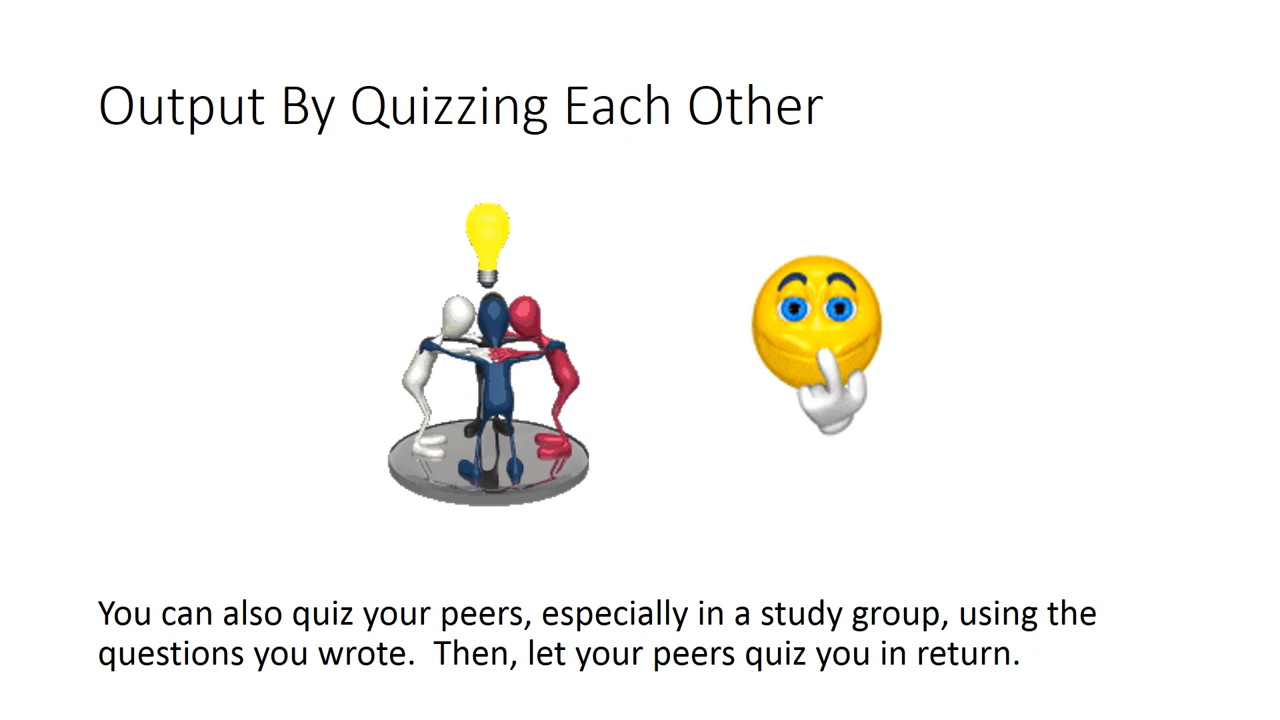 Output By Quizzing Each Other
You can also quiz your peers, especially in a study group, using the
questions you wrote.  Then, let your peers quiz you in return.